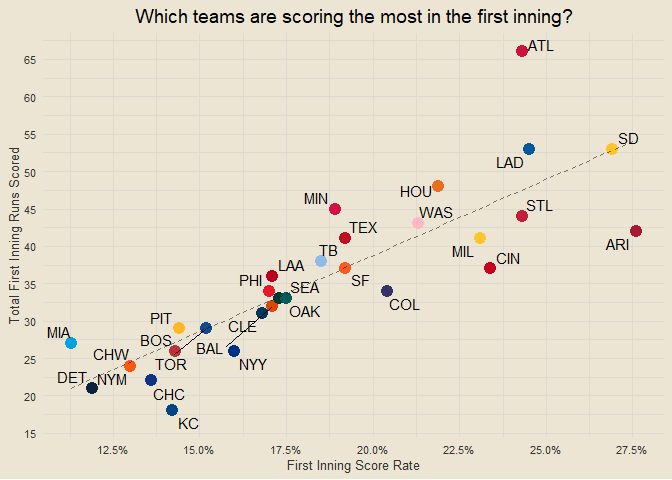 Which teams are scoring the most in the first inning?
ATL
65
60
55
SD
LAD
50
HOU
MIN
WAS
STL
45
TEX
MIL
ARI
40
TB
CIN
LAA
SF
35
PHI
SEA
COL
OAK
30
PIT
CLE
MIA
BOS
BAL
25
CHW
TOR
NYY
DET
NYM
CHC
20
KC
15
12.5%
15.0%
17.5%
20.0%
22.5%
25.0%
27.5%
First Inning Score Rate
Total First Inning Runs Scored